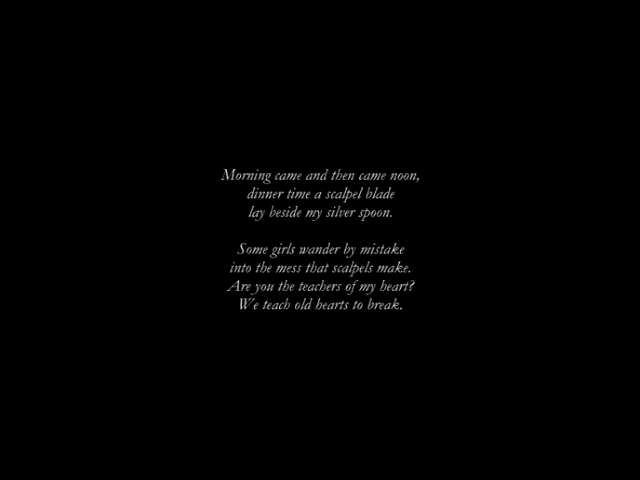 Morning came and then came noon,
dinner time a scalpel blade
lay beside my silver spoon.
Some girls wander by mistake
into the mess that scalpels make.
Are you the teachers of my heart?
We teach old hearts to break.